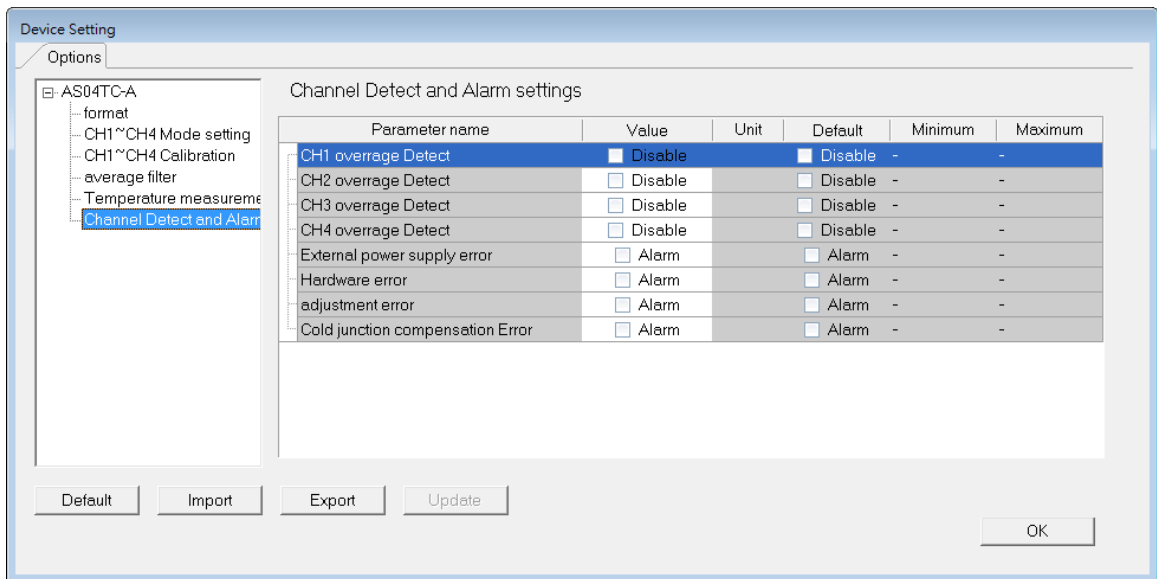 Device Setting
Options
AS04TC-A
format
CH1~CH4 Mode setting
CH1~CH4 Calibration
average filter
Temperature measureme
Channel Detect and Alarr
Channel Detect and Alarm settings
Parameter name Value Unit Default Minimum Maximum
CH1 overrage Detect Disable Disable - -
CH2 overrage Detect Disable Disable - -
CH3 overrage Detect Disable Disable - -
CH4 overrage Detect Disable Disable - -
External power supply error Alarm Alarm - -
Hardware error Alarm Alarm - -
adjustment error Alarm Alarm - -
Cold junction compensation Error Alarm Alarm - -
Default Import Export Update
OK